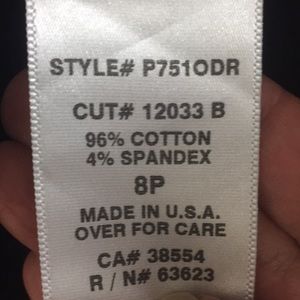 STYLE# P751ODR
CUT# 12033 B
96% COTTON
4% SPANDEX
8P
MADE IN U.S.A.
OVER FOR CARE
CA# 38554
R / N# 63623